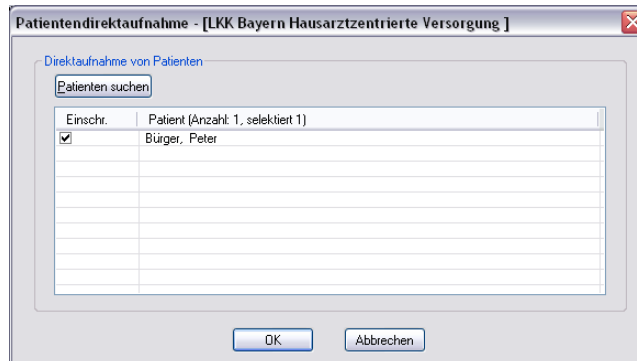 Patientendirektaufnahme - [LKK Bayern Hausarztzentrierte Versorgung ]
Direktaufnahme von Patienten
Patienten suchen
Einschr. Patient (Anzahl: 1, selektiert 1)
Bürger, Peter
OK Abbrechen